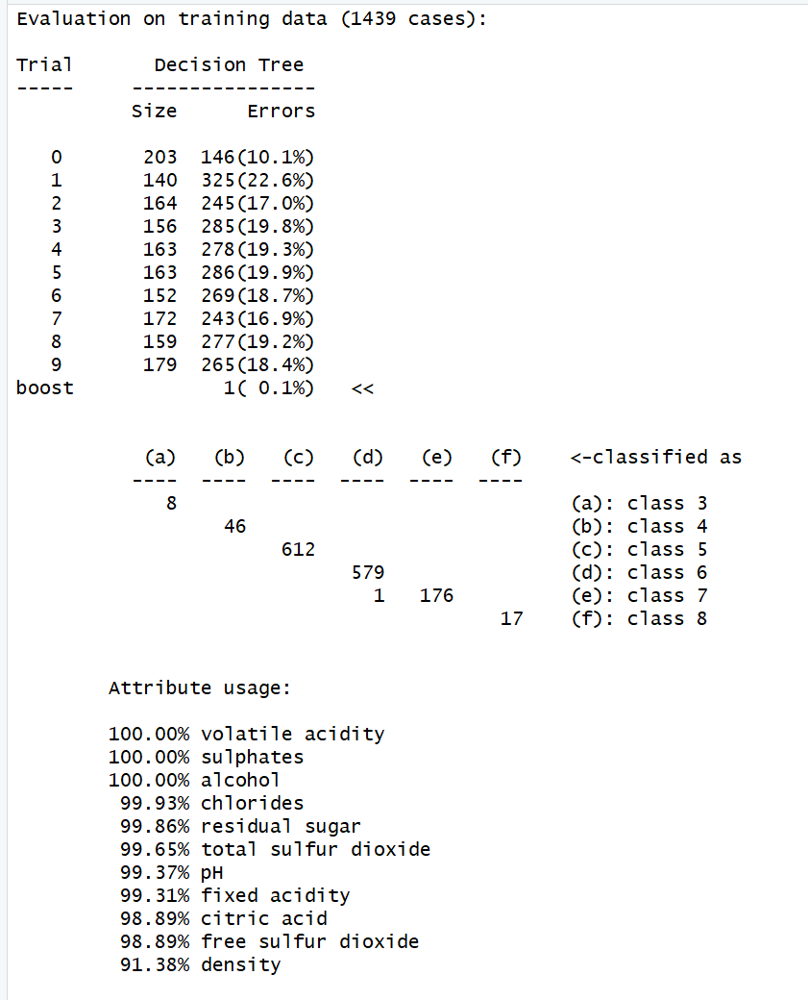 Evaluation on training data (1439 cases):
Trial Decision Tree
----- ----------------
Size Errors
0 203 146(10.1%)
1 140 325(22.6%)
2 164 245(17.0%)
3 156 285(19.8%)
4 163 278(19.3%)
5 163 286(19.9%)
6 152 269(18.7%)
7 172 243(16.9%)
8 159 277(19.2%)
9 179 265(18.4%)
boost 1( 0.1%) <<
(a) (b) (c) (d) (e) (f) <-classified as
---- ---- ---- ---- ---- ----
8 (a): class 3
46 (b): class 4
612 (c): class 5
579 (d): class 6
1 176 (e): class 7
17 (f): class 8
Attribute usage:
100.00% volatile acidity
100.00% sulphates
100.00% alcohol
99.93% chlorides
99.86% residual sugar
99.65% total sulfur dioxide
99.37% pH
99.31% fixed acidity
98.89% citric acid
98.89% free sulfur dioxide
91.38% density